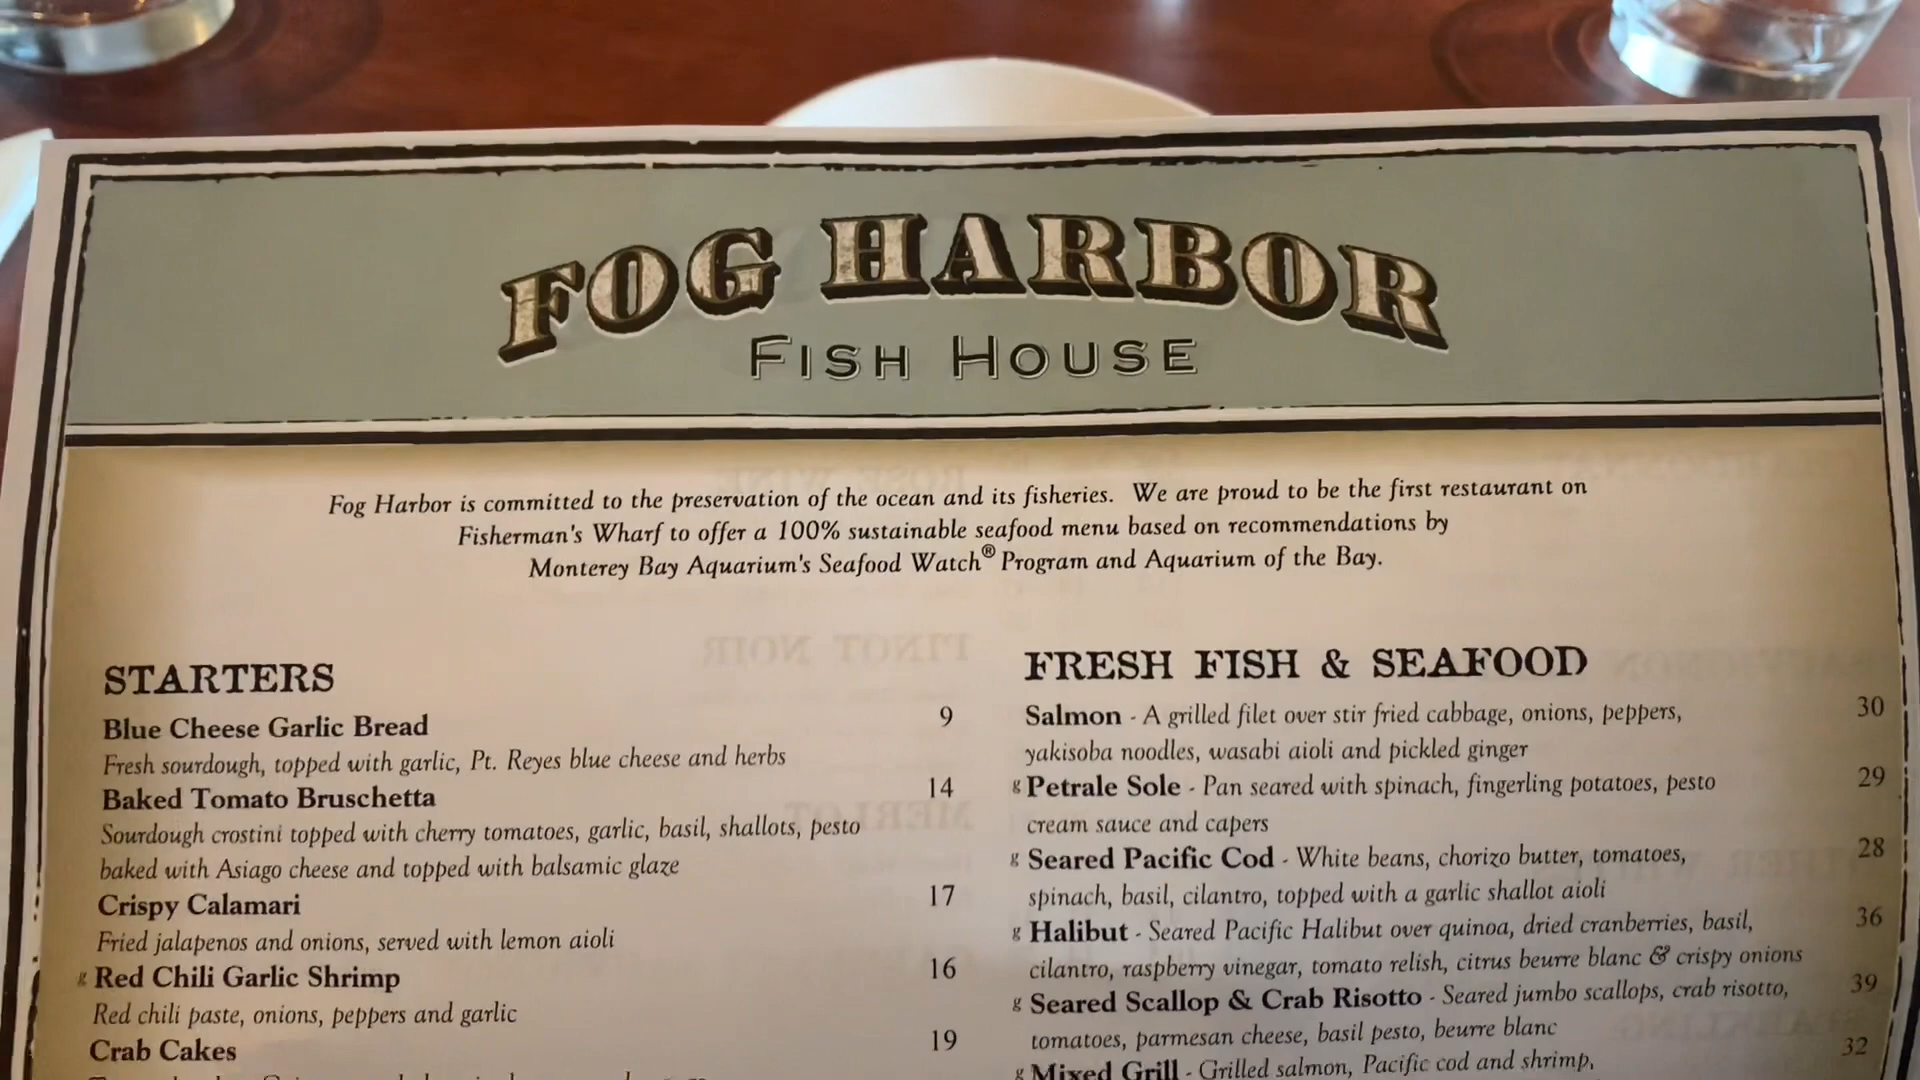 FOG HARBOR
FISH HOUSE
Fog Harbor is committed to the preservation of the ocean and its fisheries. We are proud to be the first restaurant on
Fisherman's Wharf to offer a 100% sustainable seafood menu based on recommendations by
Monterey Bay Aquarium's Seafood Watch® Program and Aquarium of the Bay.
STARTERS
Blue Cheese Garlic Bread 9
Fresh sourdough, topped with garlic, Pt. Reyes blue cheese and herbs
Baked Tomato Bruschetta 14
Sourdough crostini topped with cherry tomatoes, garlic, basil, shallots, pesto
baked with Asiago cheese and topped with balsamic glaze
Crispy Calamari 17
Fried jalapenos and onions, served with lemon aioli
g Red Chili Garlic Shrimp 16
Red chili paste, onions, peppers and garlic
Crab Cakes 19
FRESH FISH & SEAFOOD
Salmon - A grilled filet over stir fried cabbage, onions, peppers, 30
yakisoba noodles, wasabi aioli and pickled ginger
g Petrale Sole - Pan seared with spinach, fingerling potatoes, pesto 29
cream sauce and capers
g Seared Pacific Cod - White beans, chorizo butter, tomatoes, 28
spinach, basil, cilantro, topped with a garlic shallot aioli
g Halibut - Seared Pacific Halibut over quinoa, dried cranberries, basil, 36
cilantro, raspberry vinegar, tomato relish, citrus beurre blanc & crispy onions
g Seared Scallop & Crab Risotto - Seared jumbo scallops, crab risotto, 39
tomatoes, parmesan cheese, basil pesto, beurre blanc
g Mixed Grill - Grilled salmon, Pacific cod and shrimp, 32